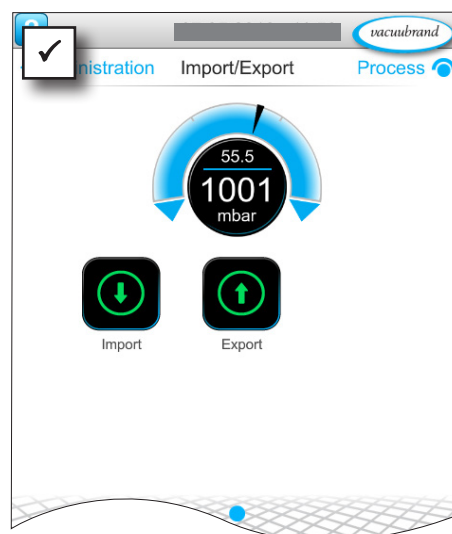 vacuubrand
nistration Import/Export Process
55.5
1001
mbar
Import Export